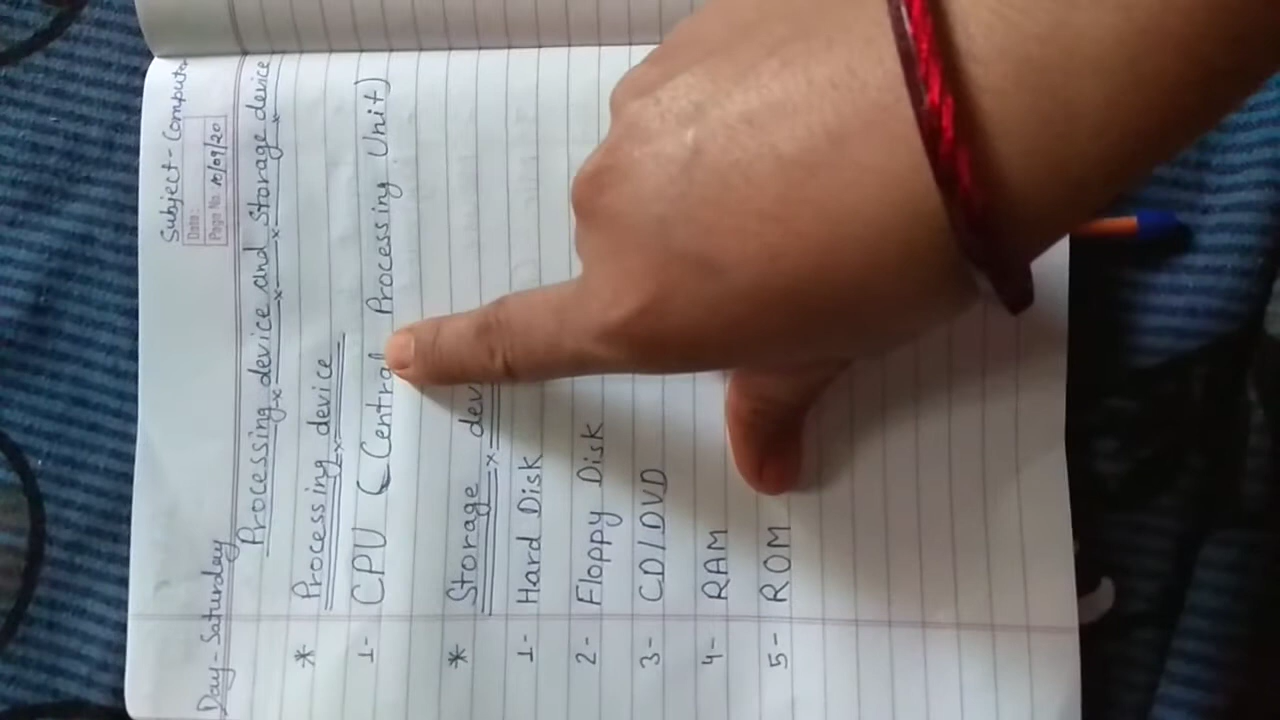 Subject - Computer
Day - Saturday
Date:
Page No. 10/09/20
Processing device and Storage device
* Processing device
1- CPU (Central Processing Unit)
* Storage dev
1- Hard Disk
2- Floppy Disk
3- CD/DVD
4- RAM
5- ROM